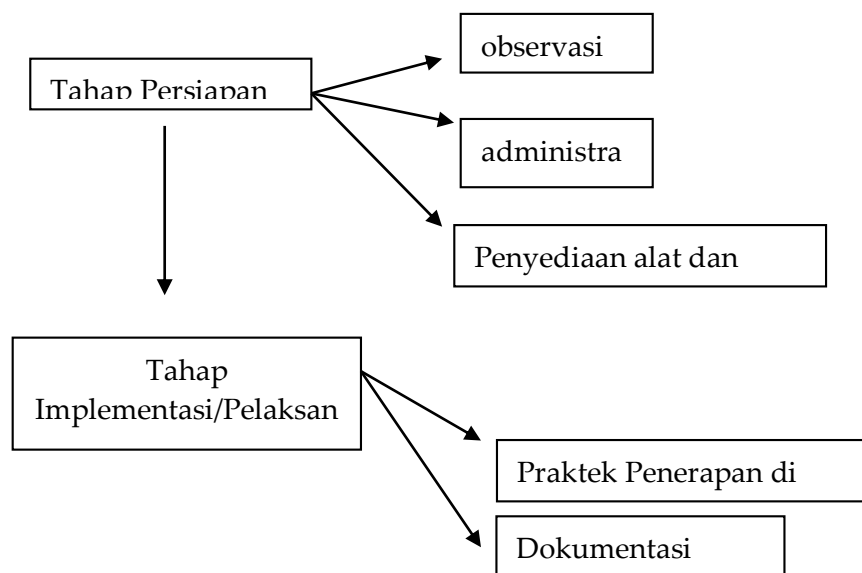 observasi
Tahap Persiapan
administra
Penyediaan alat dan
Tahap
Implementasi/Pelaksan
Praktek Penerapan di
Dokumentasi